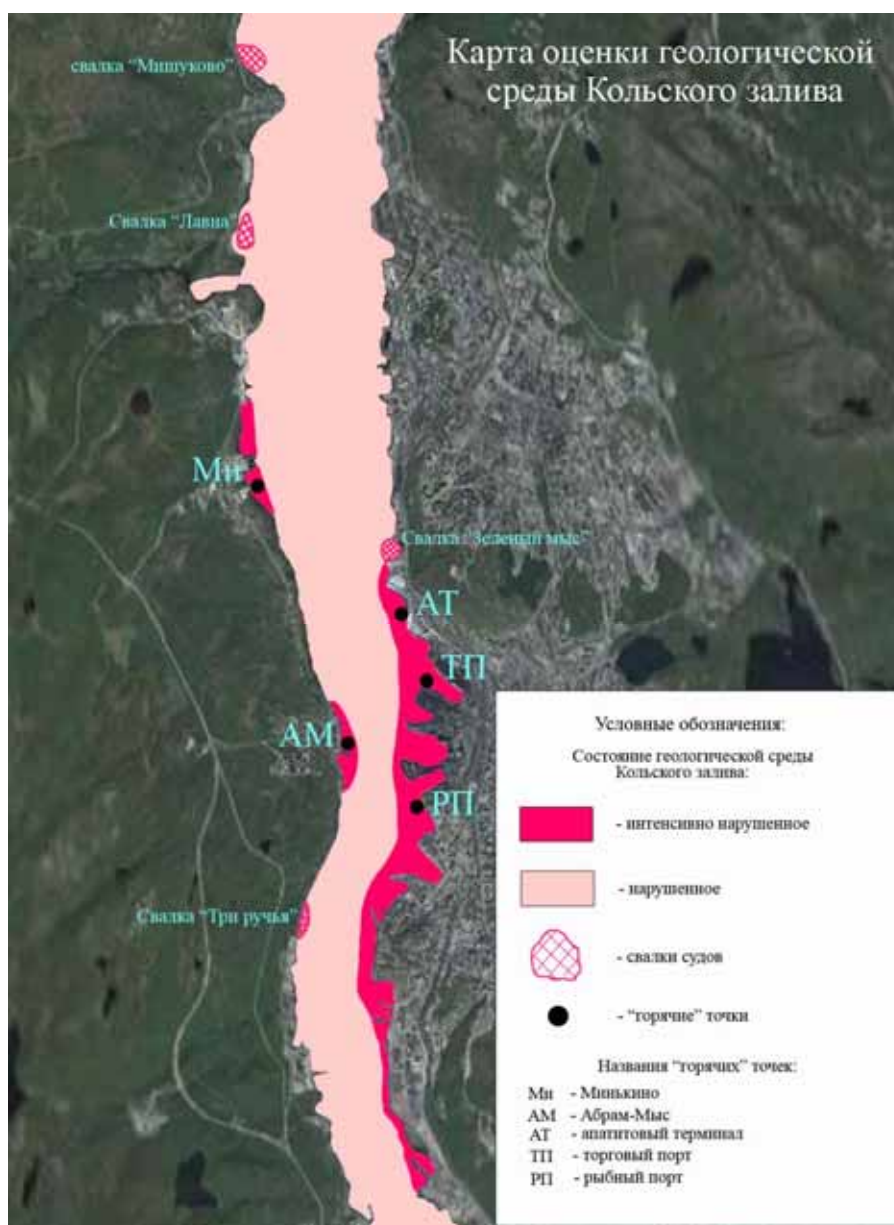 Карта оценки геологической
среды Кольского залива
свалка "Мишуково"
Свалка "Лавна"
Ми
Свалка "Зеленый мыс"
АТ
ТП
АМ
РП
Свалка "Три ручья"
Условные обозначения:
Состояние геологической среды
Кольского залива:
- интенсивно нарушенное
- нарушенное
- свалки судов
- "горячие" точки
Названия "горячих" точек:
Ми - Минькино
АМ - Абрам-Мыс
АТ - апатитовый терминал
ТП - торговый порт
РП - рыбный порт